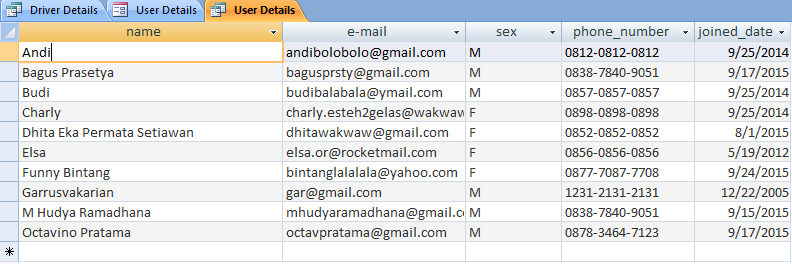 Driver Details User Details User Details
name e-mail sex phone_number joined_date
Andi andibolobolo@gmail.com M 0812-0812-0812 9/25/2014
Bagus Prasetya bagusprsty@gmail.com M 0838-7840-9051 9/17/2015
Budi budibalabala@ymail.com M 0857-0857-0857 9/25/2014
Charly charly.esteh2gelas@wakwaw F 0898-0898-0898 9/25/2014
Dhita Eka Permata Setiawan dhitawakwaw@gmail.com F 0852-0852-0852 8/1/2015
Elsa elsa.or@rocketmail.com F 0856-0856-0856 5/19/2012
Funny Bintang bintanglalalala@yahoo.com F 0877-7087-7708 9/24/2015
Garrusvakarian gar@gmail.com M 1231-2131-2131 12/22/2005
M Hudya Ramadhana mhudyaramadhana@gmail.c M 0838-7840-9051 9/15/2015
Octavino Pratama octavpratama@gmail.com M 0878-3464-7123 9/17/2015